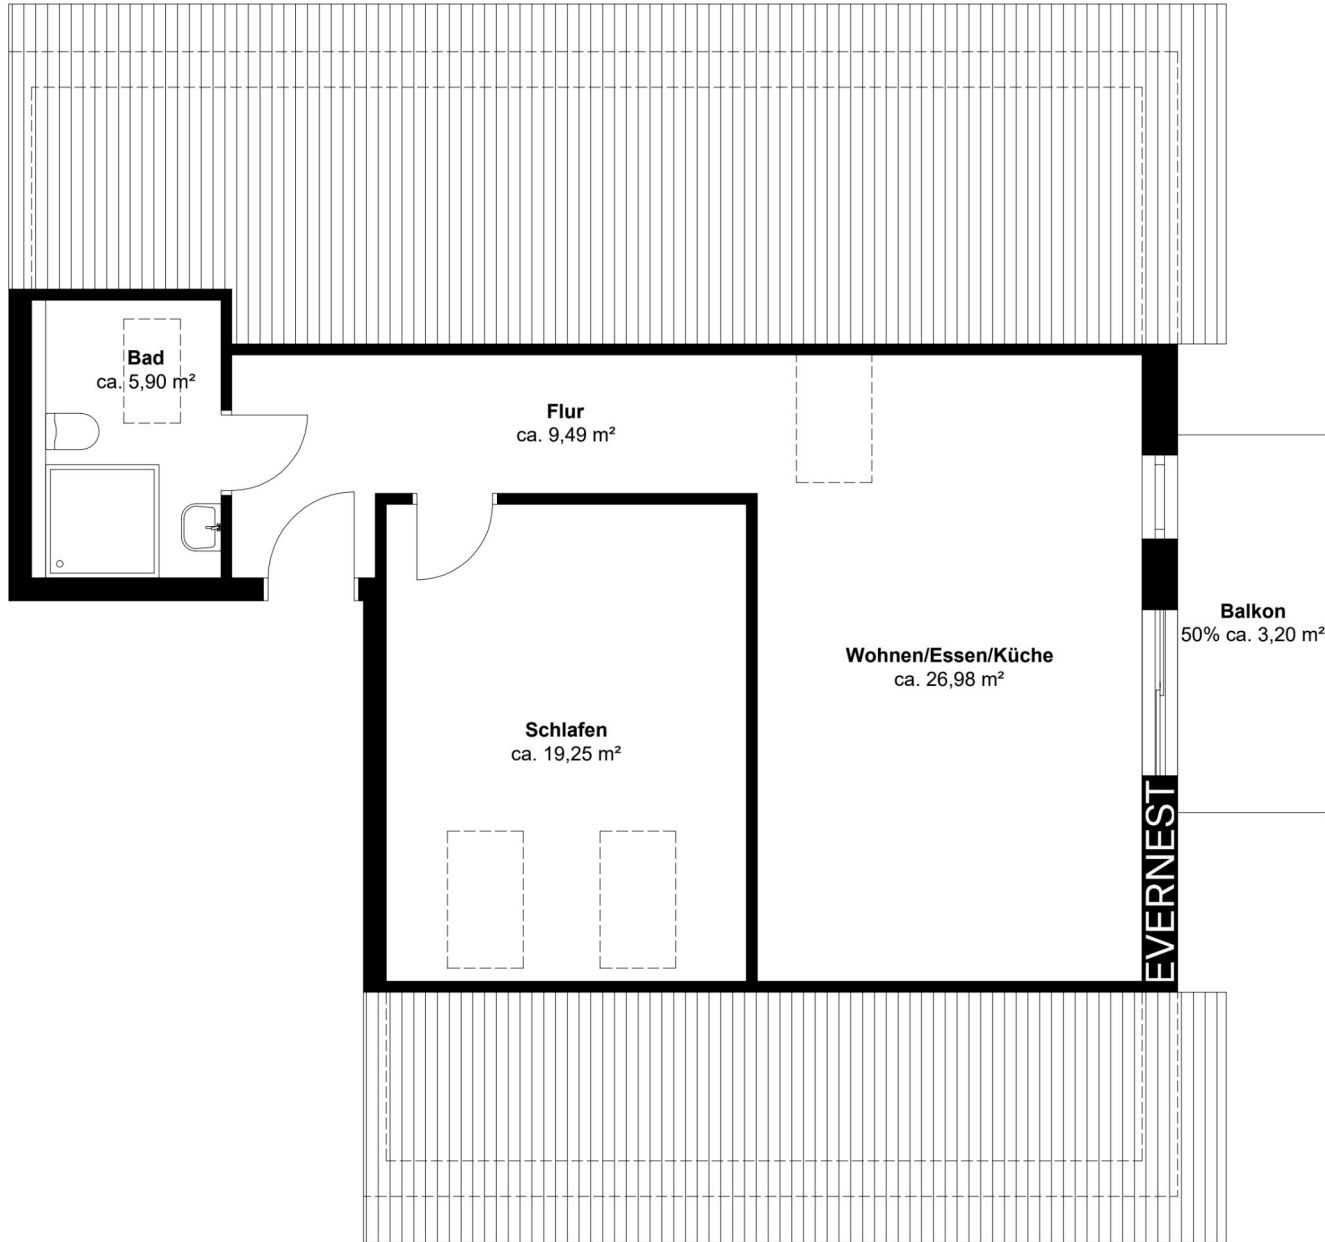 Bad
ca. 5,90 m²
Flur
ca. 9,49 m²
Balkon
50% ca. 3,20 m²
Wohnen/Essen/Küche
ca. 26,98 m²
Schlafen
ca. 19,25 m²
EVERNEST